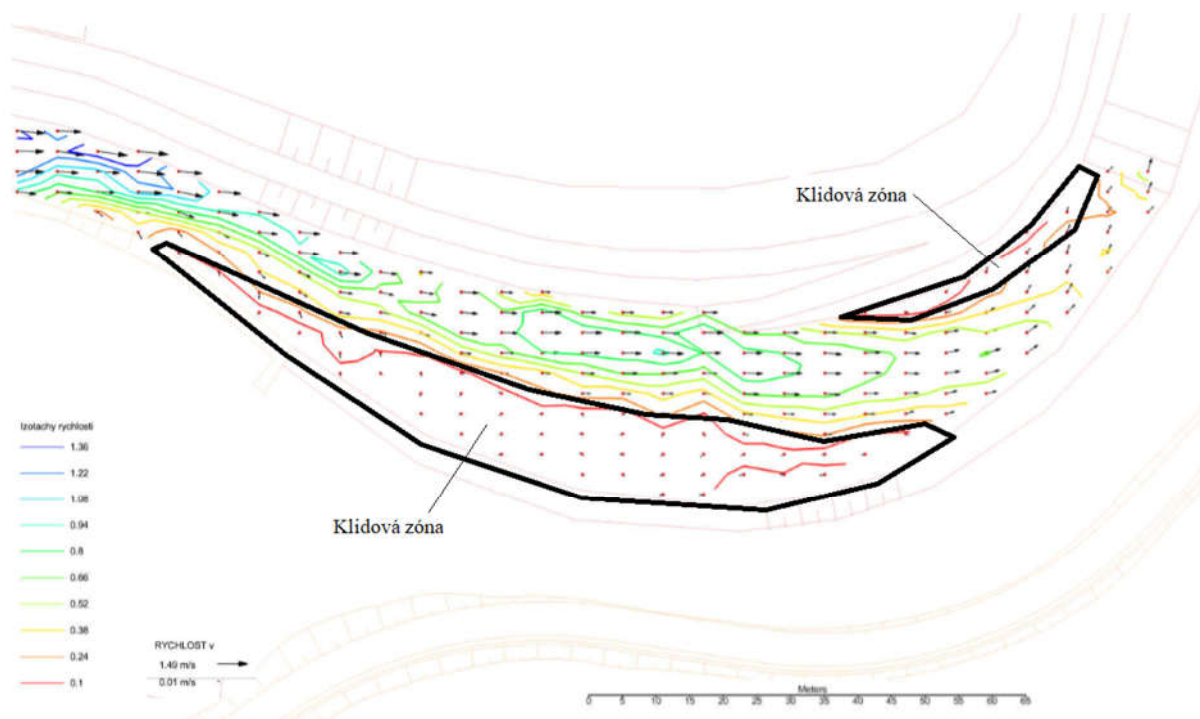 Klidová zóna
Klidová zóna
Izotachy rychlosti
1.36
1.22
1.08
0.94
0.8
0.66
0.52
0.38
0.24
0.1
RYCHLOST v
1.49 m/s
0.01 m/s
Meters
0 5 10 15 20 25 30 35 40 45 50 55 60 65